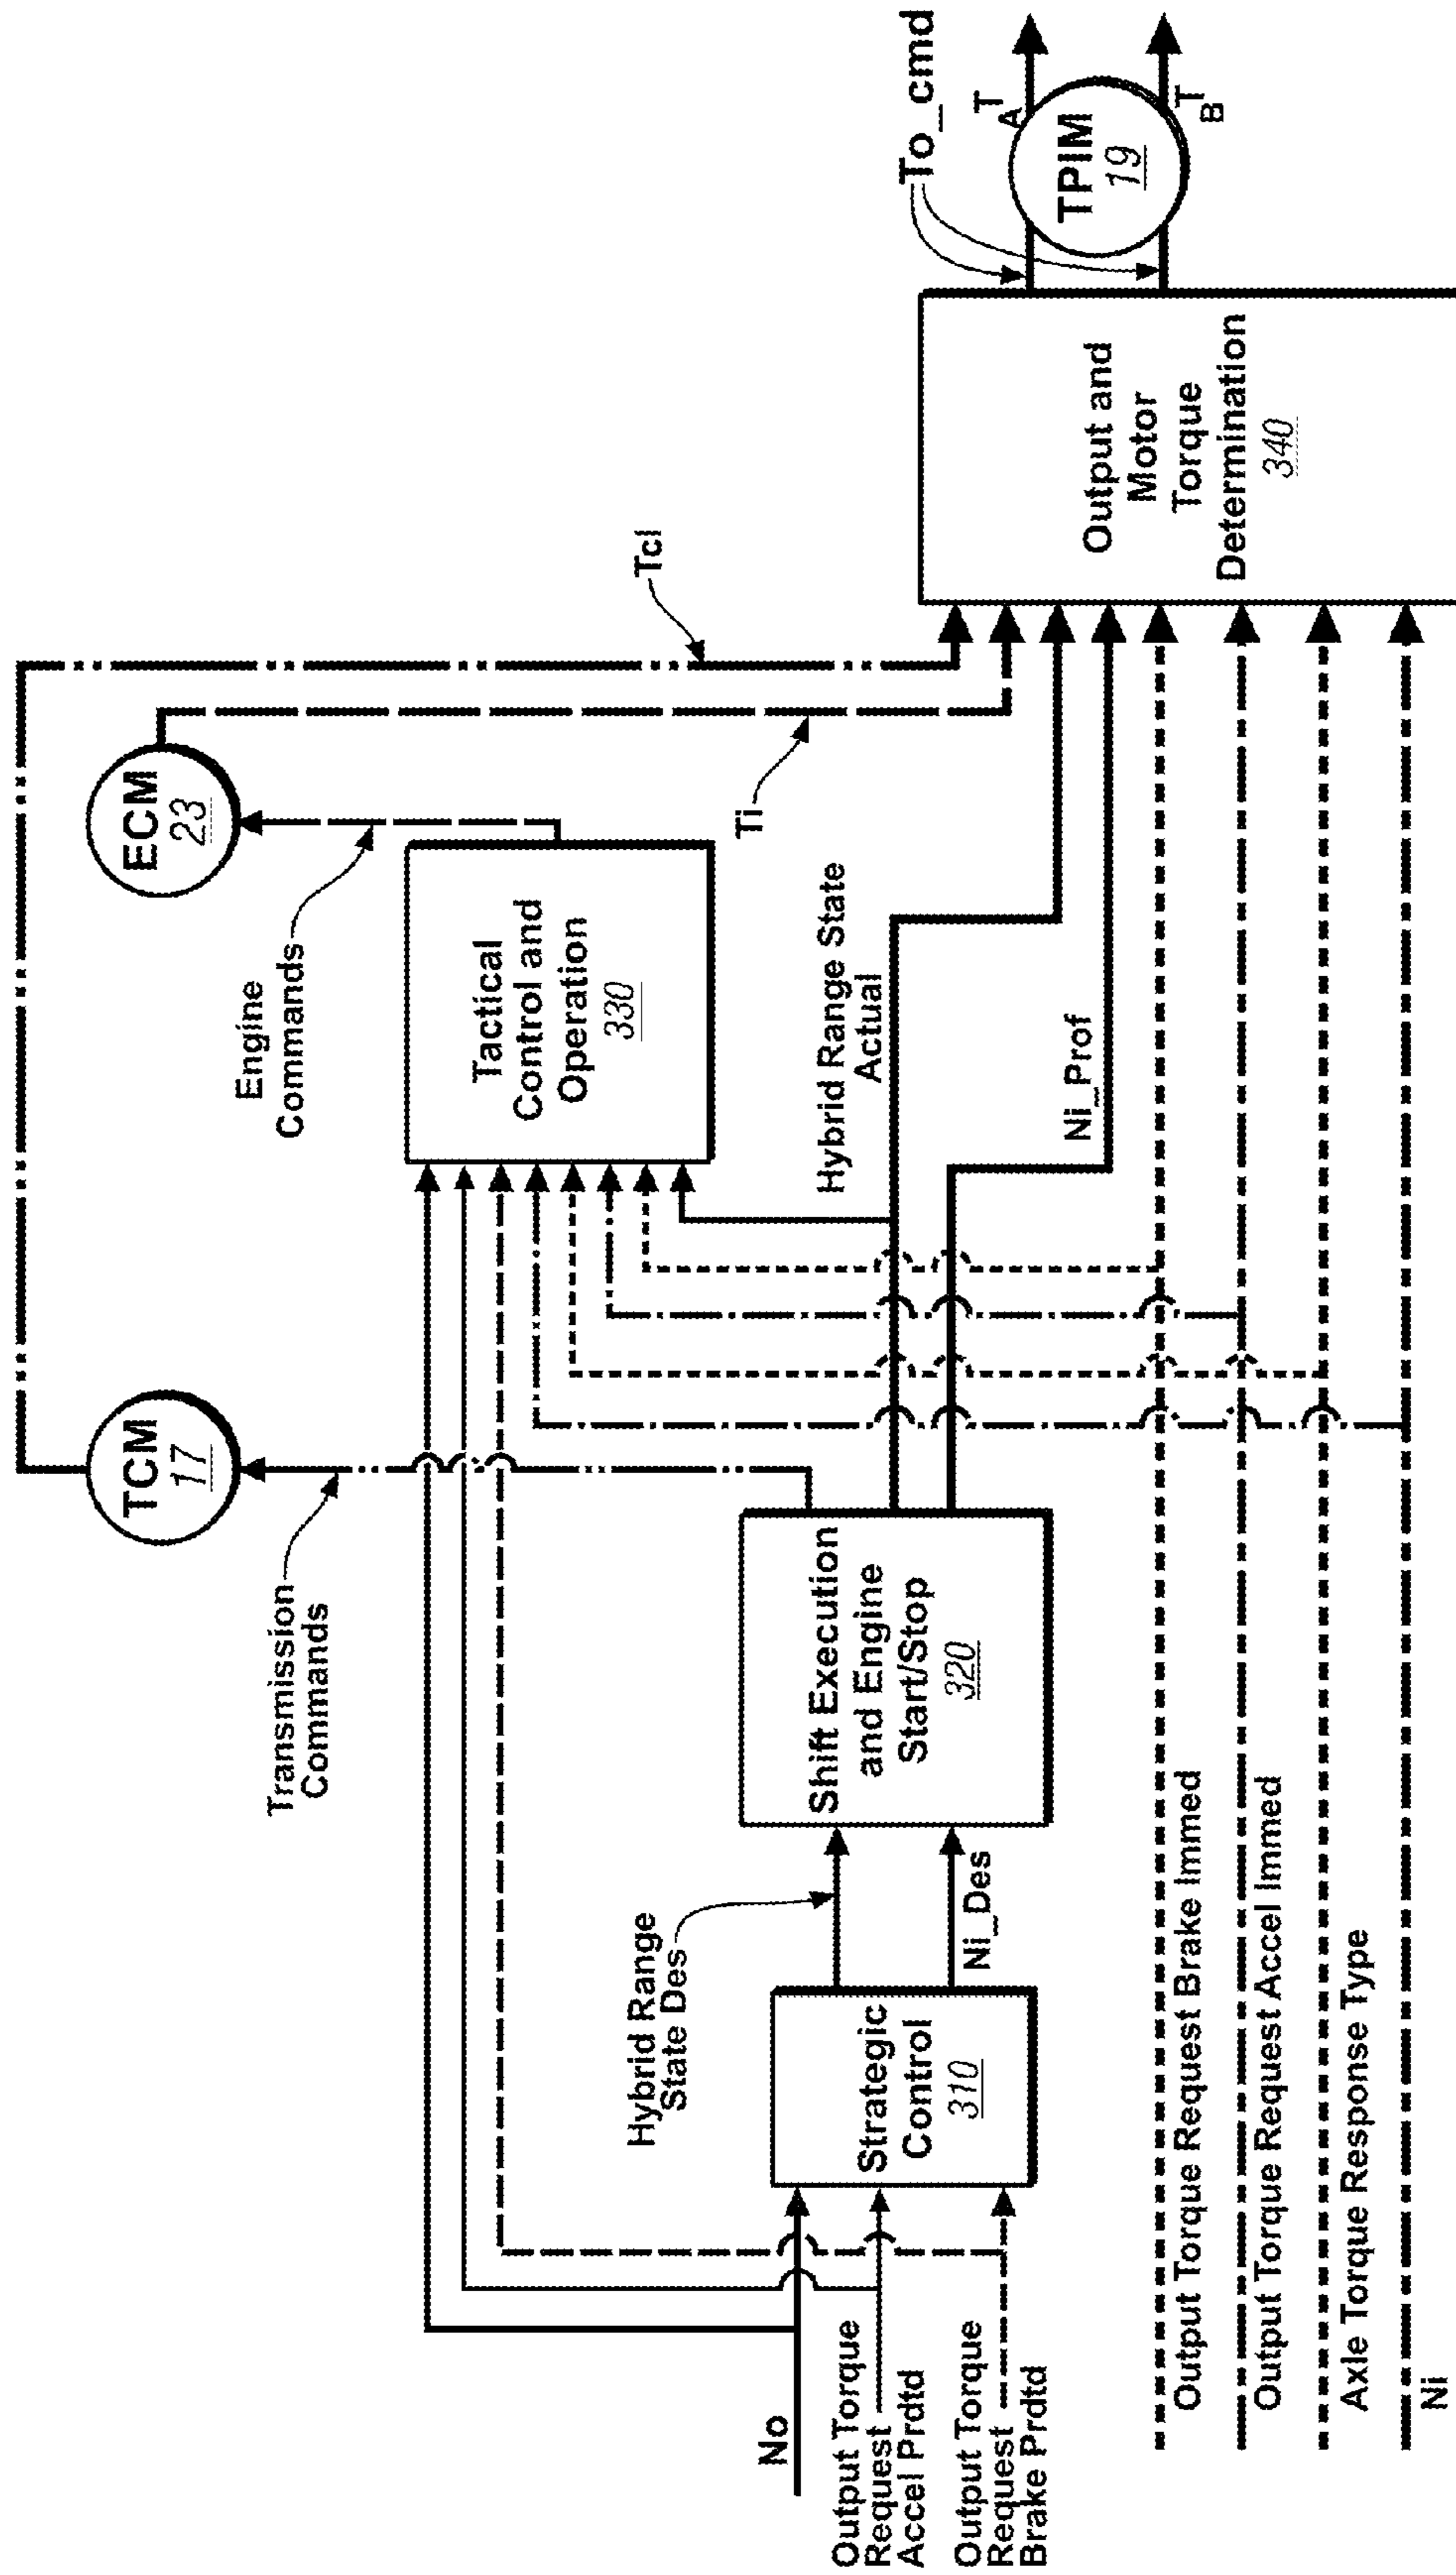 No
Output Torque
Request
Accel Prdtd
Output Torque
Request
Brake Prdtd
Strategic
Control
310
Hybrid Range
State Des
Ni_Des
Shift Execution
and Engine
Start/Stop
320
Transmission
Commands
TCM
17
Engine
Commands
ECM
23
Tactical
Control and
Operation
330
Hybrid Range State
Actual
Ni_Prof
Ti
Tcl
Output and
Motor
Torque
Determination
340
To_cmd
TPIM
19
TA
TB
Output Torque Request Brake Immed
Output Torque Request Accel Immed
Axle Torque Response Type
Ni